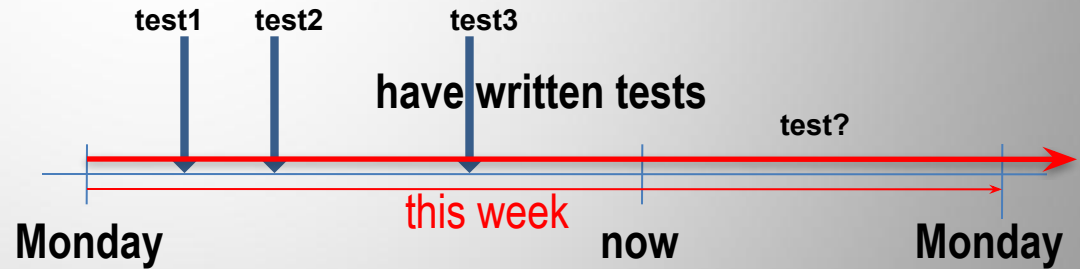 test1 test2 test3
have written tests
test?
this week
Monday now Monday